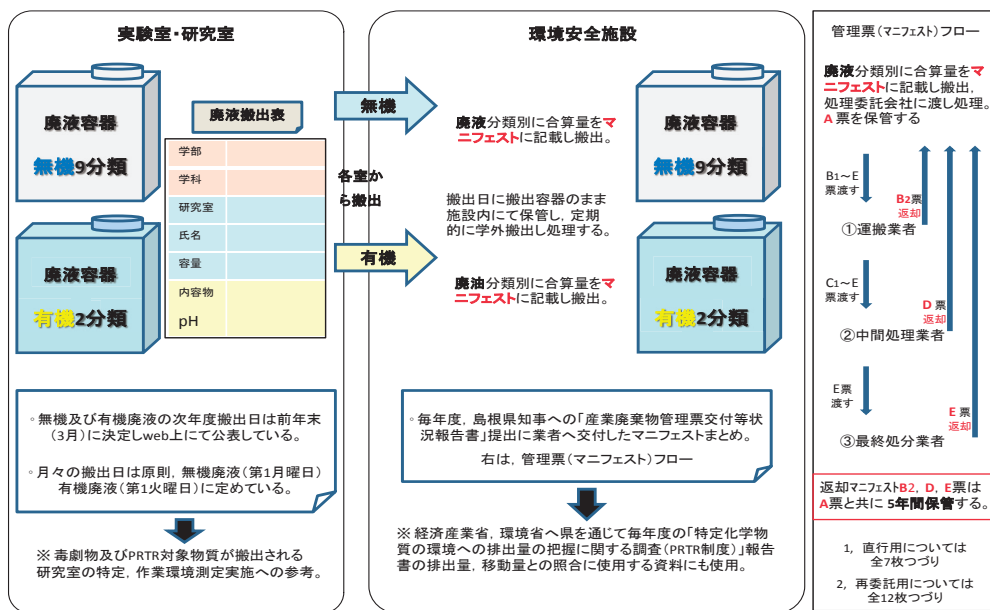 実験室・研究室
廃液容器
無機9分類
廃液容器
有機2分類
廃液搬出表
学部
学科
研究室
氏名
容量
内容物
pH
各室か
ら搬出
無機
有機
◦無機及び有機廃液の次年度搬出日は前年末
（3月）に決定しweb上にて公表している。
◦月々の搬出日は原則，無機廃液（第1月曜日）
有機廃液（第1火曜日）に定めている。
※ 毒劇物及びPRTR対象物質が搬出される
研究室の特定，作業環境測定実施への参考。
環境安全施設
廃液分類別に合算量をマ
ニフェストに記載し搬出。
搬出日に搬出容器のまま
施設内にて保管し，定期
的に学外搬出し処理する。
廃油分類別に合算量をマ
ニフェストに記載し搬出。
廃液容器
無機9分類
廃液容器
有機2分類
◦毎年度，島根県知事への「産業廃棄物管理票交付等状
況報告書」提出に業者へ交付したマニフェストまとめ。
右は，管理票（マニフェスト）フロー
※ 経済産業省，環境省へ県を通じて毎年度の「特定化学物
質の環境への排出量の把握に関する調査（PRTR制度）」報告
書の排出量，移動量との照合に使用する資料にも使用。
管理票（マニフェスト）フロー
廃液分類別に合算量をマ
ニフェストに記載し搬出，
処理委託会社に渡し処理。
A票を保管する
B1～E
票渡す
B2票
返却
①運搬業者
C1～E
票渡す
D 票
返却
②中間処理業者
E票
渡す
E 票
返却
③最終処分業者
返却マニフェストB2，D，E票は
A票と共に 5年間保管する。
1， 直行用については
全7枚つづり
2， 再委託用については
全12枚つづり